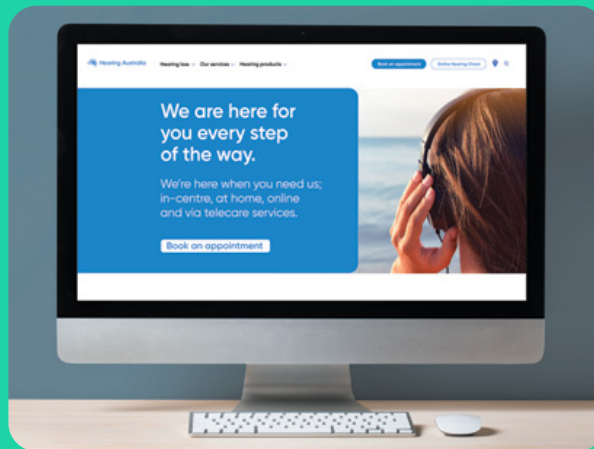 Hearing Australia
Hearing loss
Our services
Hearing products
Book an appointment
Online Hearing Check
We are here for
you every step
of the way.
We're here when you need us;
in-centre, at home, online
and via telecare services.
Book an appointment